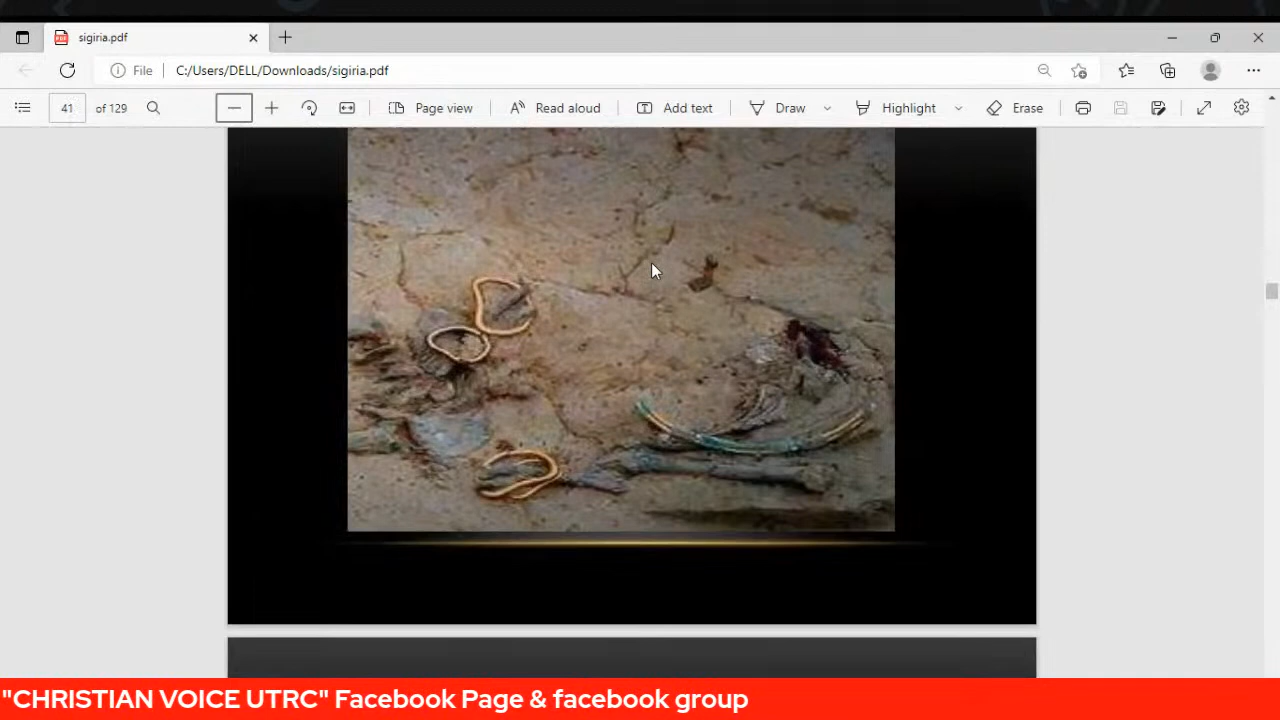 sigiria.pdf
File
C:/Users/DELL/Downloads/sigiria.pdf
41 of 129
Page view
Read aloud
Add text
Draw
Highlight
Erase
"CHRISTIAN VOICE UTRC" Facebook Page & facebook group